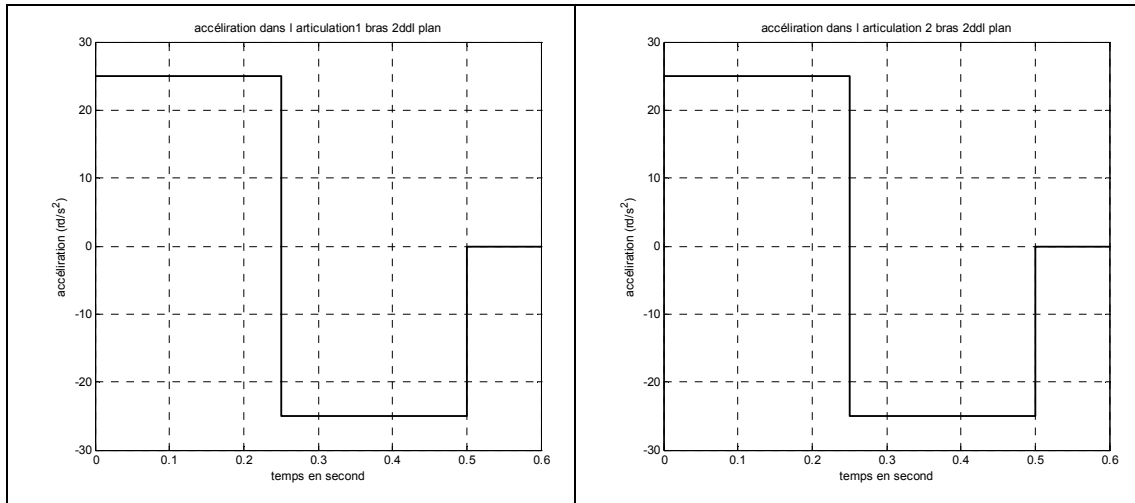 accéliration dans l articulation1 bras 2ddl plan
30
20
10
0
-10
-20
-30
accéliration (rd/s²)
0 0.1 0.2 0.3 0.4 0.5 0.6
temps en second
accéliration dans l articulation 2 bras 2ddl plan
30
20
10
0
-10
-20
-30
accéliration (rd/s²)
0 0.1 0.2 0.3 0.4 0.5 0.6
temps en second